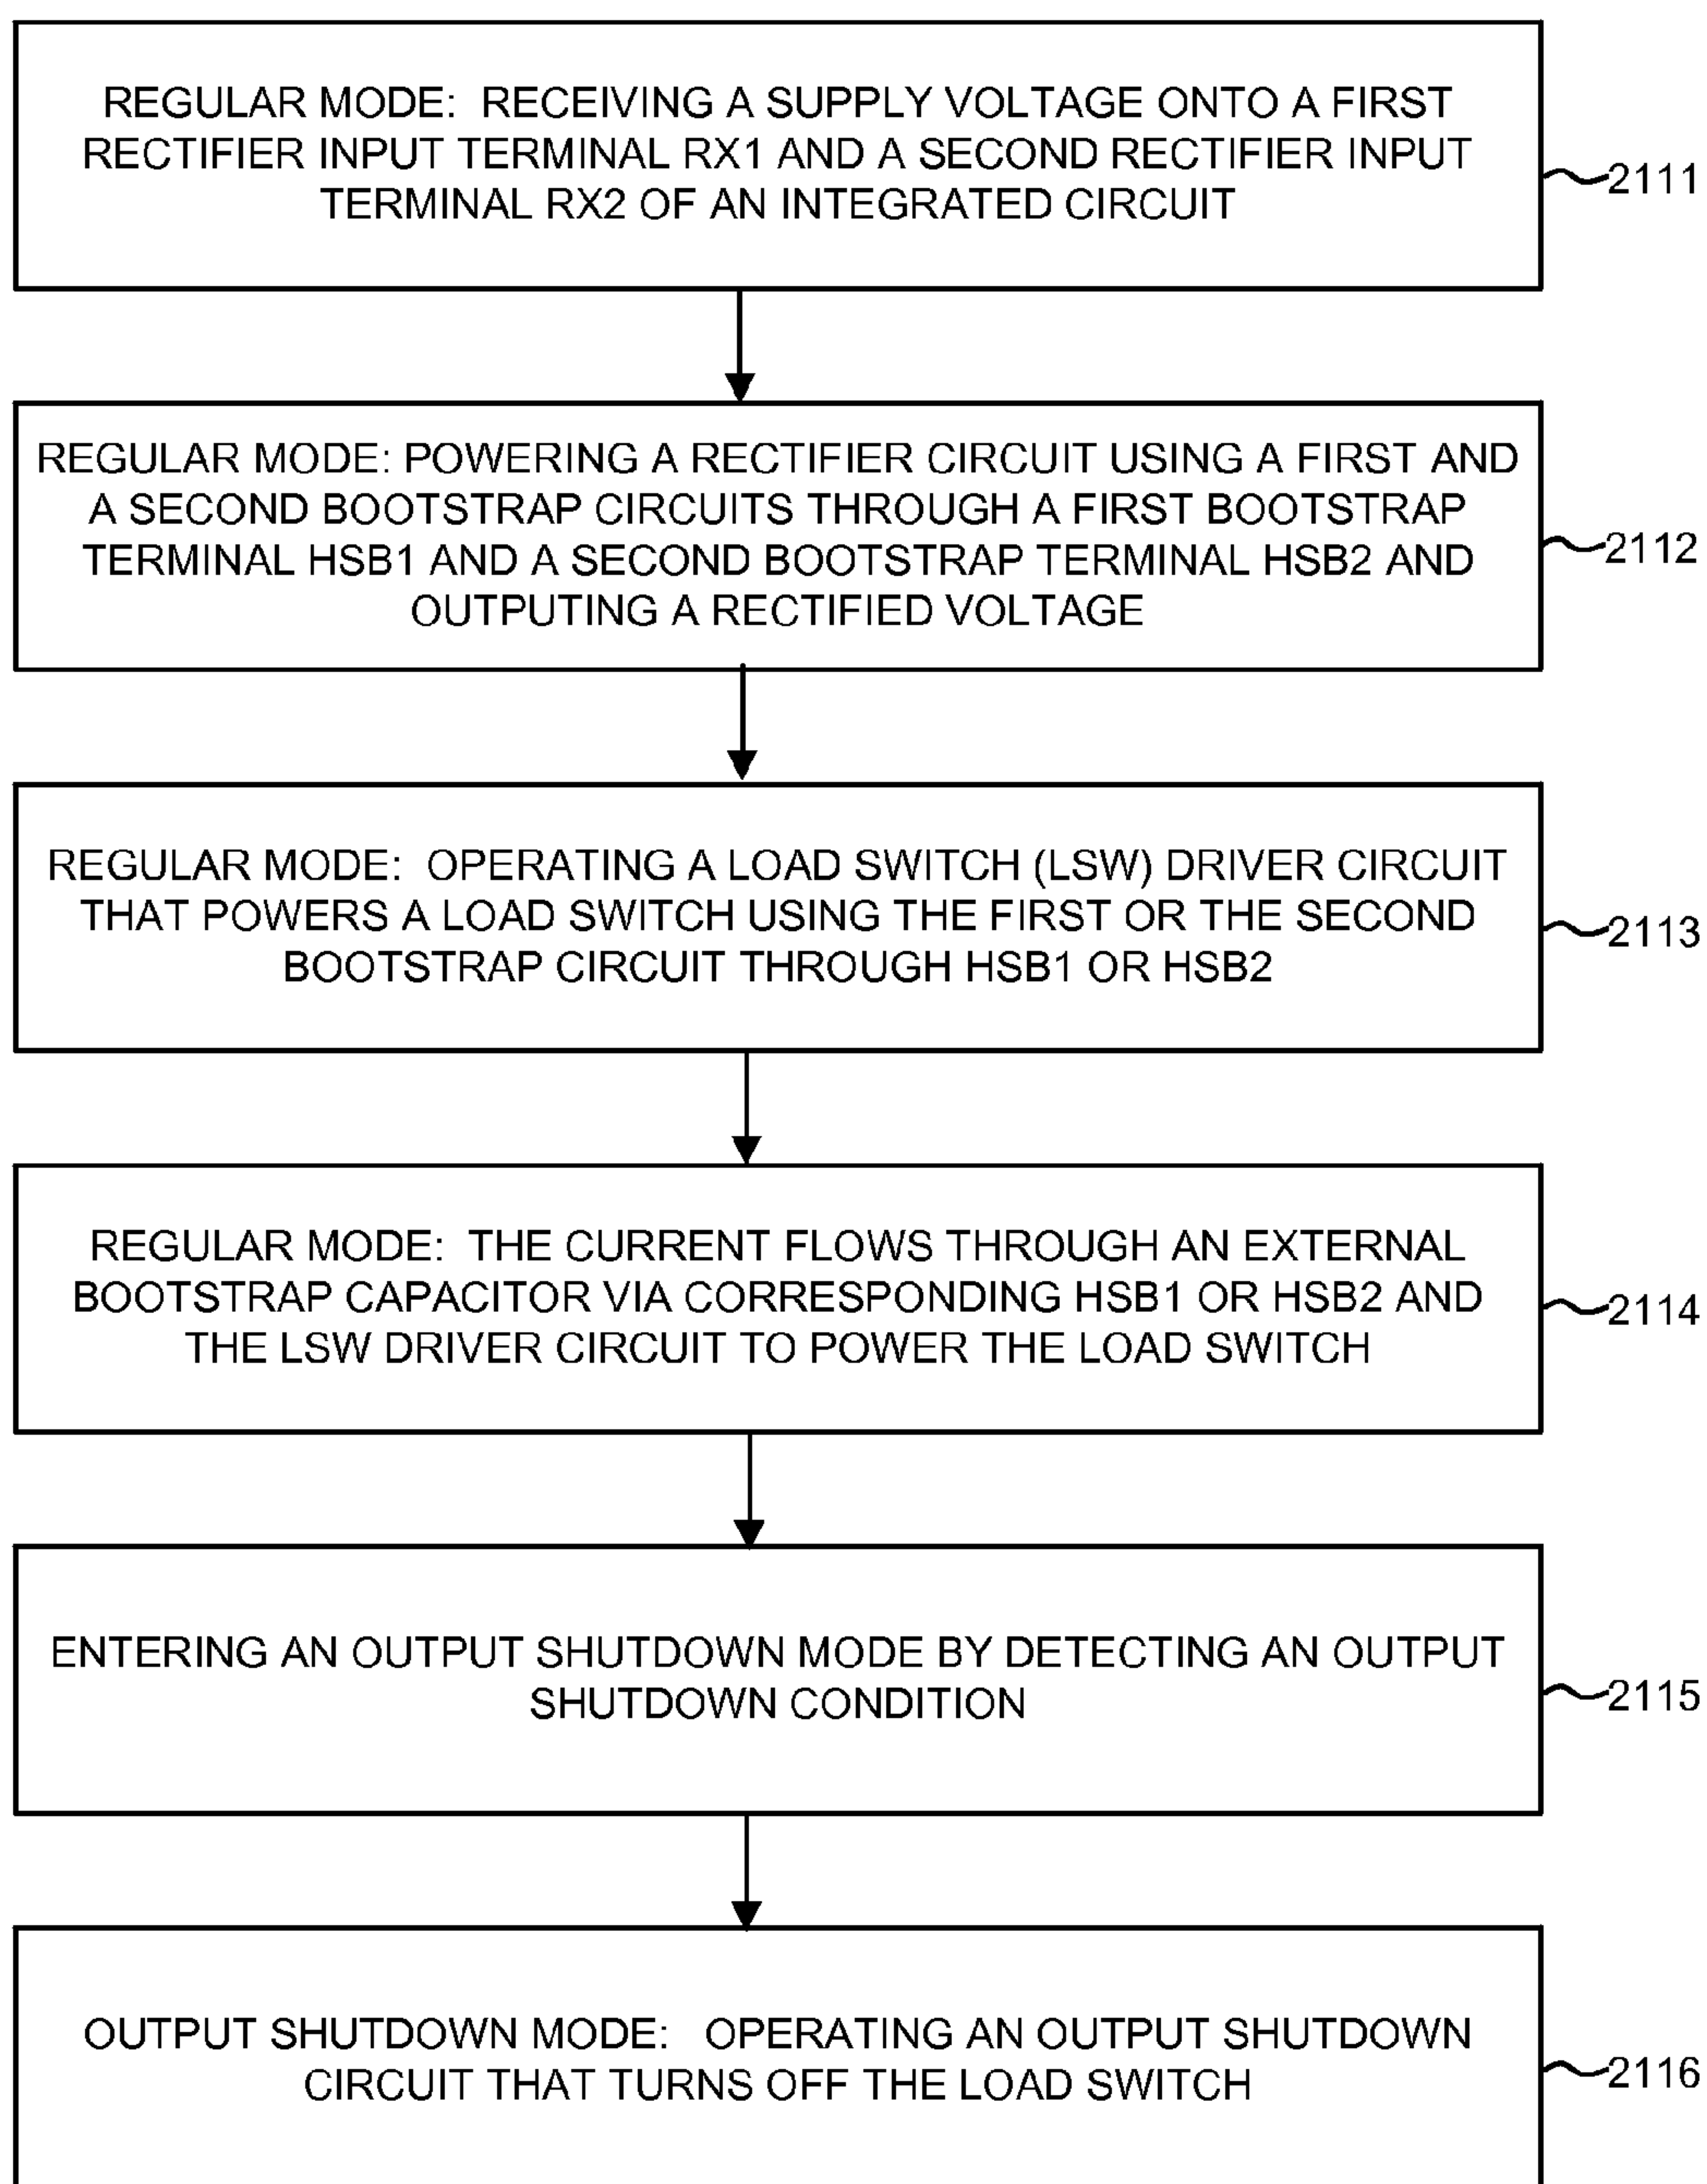 REGULAR MODE: RECEIVING A SUPPLY VOLTAGE ONTO A FIRST
RECTIFIER INPUT TERMINAL RX1 AND A SECOND RECTIFIER INPUT
TERMINAL RX2 OF AN INTEGRATED CIRCUIT
2111
REGULAR MODE: POWERING A RECTIFIER CIRCUIT USING A FIRST AND
A SECOND BOOTSTRAP CIRCUITS THROUGH A FIRST BOOTSTRAP
TERMINAL HSB1 AND A SECOND BOOTSTRAP TERMINAL HSB2 AND
OUTPUTING A RECTIFIED VOLTAGE
2112
REGULAR MODE: OPERATING A LOAD SWITCH (LSW) DRIVER CIRCUIT
THAT POWERS A LOAD SWITCH USING THE FIRST OR THE SECOND
BOOTSTRAP CIRCUIT THROUGH HSB1 OR HSB2
2113
REGULAR MODE: THE CURRENT FLOWS THROUGH AN EXTERNAL
BOOTSTRAP CAPACITOR VIA CORRESPONDING HSB1 OR HSB2 AND
THE LSW DRIVER CIRCUIT TO POWER THE LOAD SWITCH
2114
ENTERING AN OUTPUT SHUTDOWN MODE BY DETECTING AN OUTPUT
SHUTDOWN CONDITION
2115
OUTPUT SHUTDOWN MODE: OPERATING AN OUTPUT SHUTDOWN
CIRCUIT THAT TURNS OFF THE LOAD SWITCH
2116